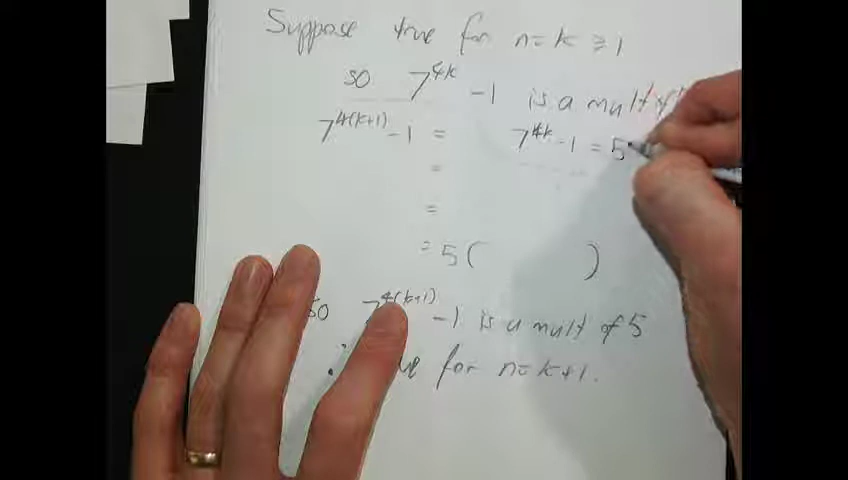 Suppose true for n=k ⩾1
so 7^4k -1 is a mult of
7^4(k+1) -1 = 7^4k -1 = 5
=
=
= 5 ( )
so 7^4(k+1) -1 is a mult of 5
for n=k+1.